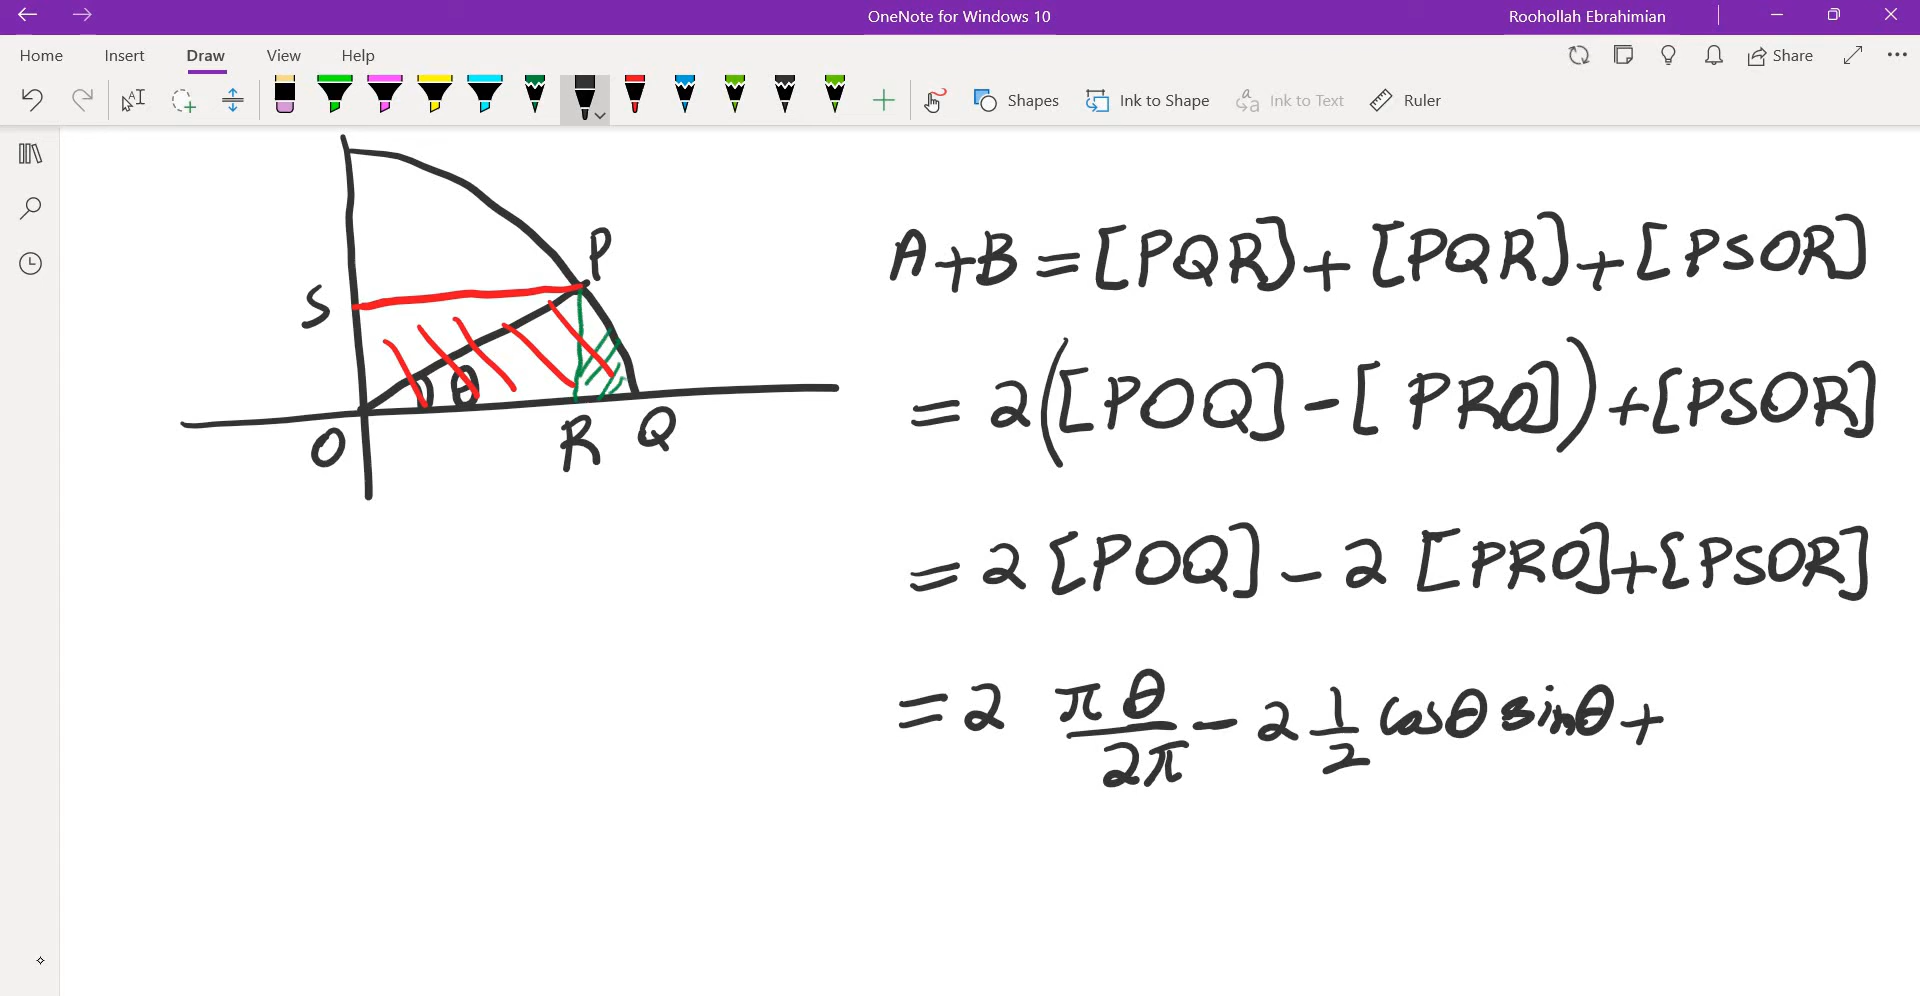 OneNote for Windows 10
Roohollah Ebrahimian
Home Insert Draw View Help
Share
Shapes Ink to Shape Ink to Text Ruler
P
S
θ
O
R
Q
A+B = [PQR] + [PQR] + [PSOR]
= 2([POQ] - [PRO]) + [PSOR]
= 2 [POQ] - 2 [PRO] + [PSOR]
= 2 πθ/2π - 2 1/2 cosθ sinθ +